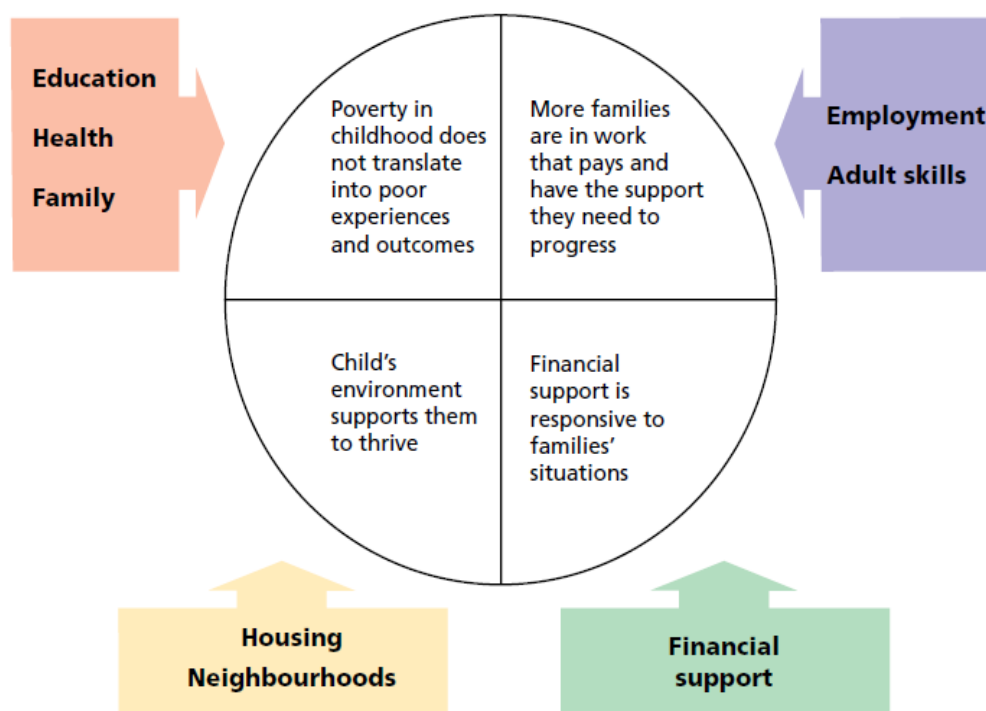 Education
Health
Family
Poverty in
childhood does
not translate
into poor
experiences
and outcomes
More families
are in work
that pays and
have the support
they need to
progress
Employment
Adult skills
Child’s
environment
supports them
to thrive
Financial
support is
responsive to
families’
situations
Housing
Neighbourhoods
Financial
support